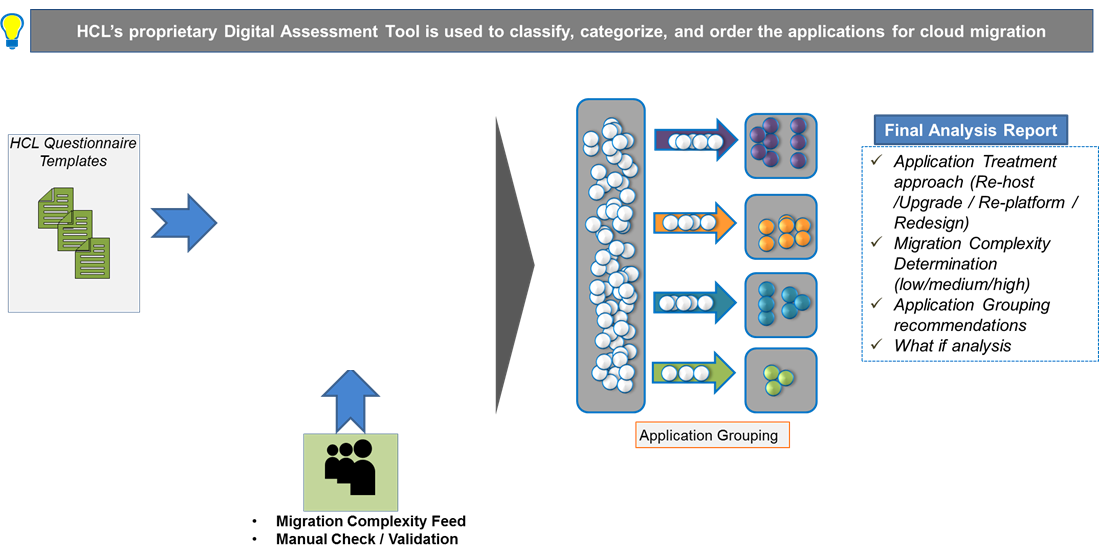 HCL's proprietary Digital Assessment Tool is used to classify, categorize, and order the applications for cloud migration
HCL Questionnaire
Templates
• Migration Complexity Feed
• Manual Check / Validation
Application Grouping
Final Analysis Report
✓ Application Treatment
approach (Re-host
/Upgrade / Re-platform /
Redesign)
✓ Migration Complexity
Determination
(low/medium/high)
✓ Application Grouping
recommendations
✓ What if analysis